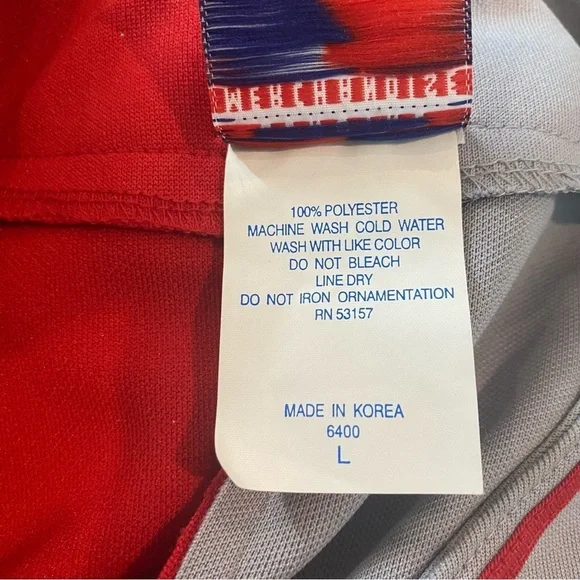 MERCHANDISE
100% POLYESTER
MACHINE WASH COLD WATER
WASH WITH LIKE COLOR
DO NOT BLEACH
LINE DRY
DO NOT IRON ORNAMENTATION
RN 53157
MADE IN KOREA
6400
L